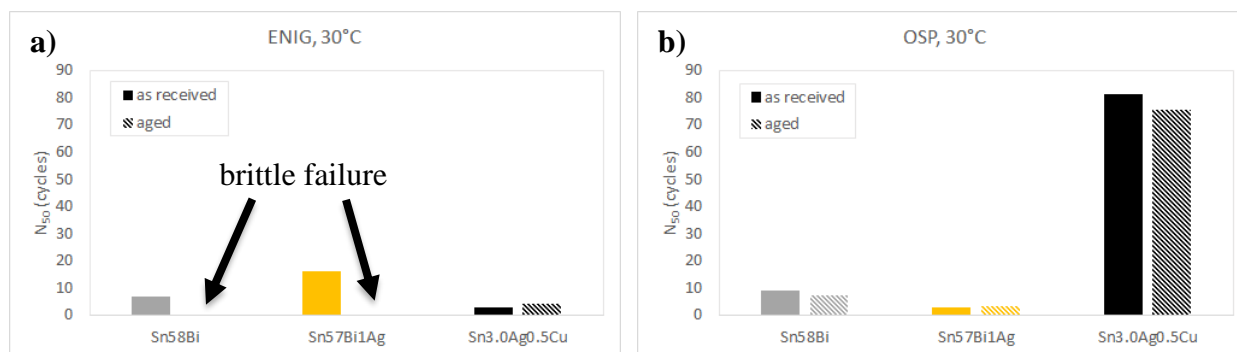 a)
ENIG, 30°C
N₅₀ (cycles)
90
80
70
60
50
40
30
20
10
0
as received
aged
brittle failure
Sn58Bi Sn57Bi1Ag Sn3.0Ag0.5Cu
b)
OSP, 30°C
N₅₀ (cycles)
90
80
70
60
50
40
30
20
10
0
as received
aged
Sn58Bi Sn57Bi1Ag Sn3.0Ag0.5Cu